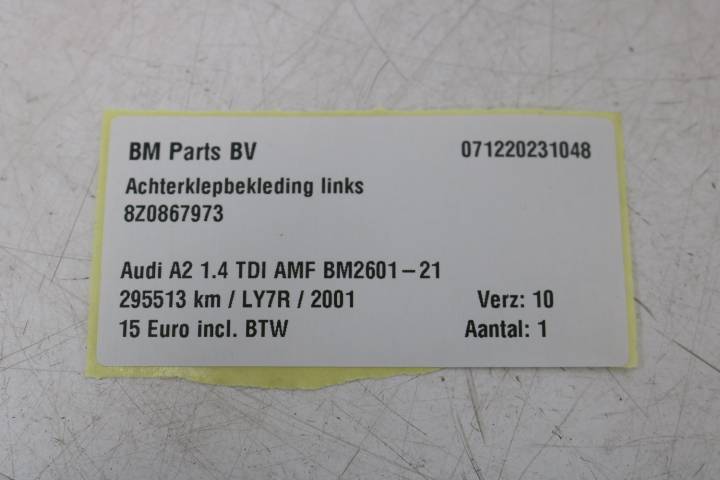 BM Parts BV 071220231048
Achterklepbekleding links
8Z0867973
Audi A2 1.4 TDI AMF BM2601-21
295513 km / LY7R / 2001 Verz: 10
15 Euro incl. BTW Aantal: 1